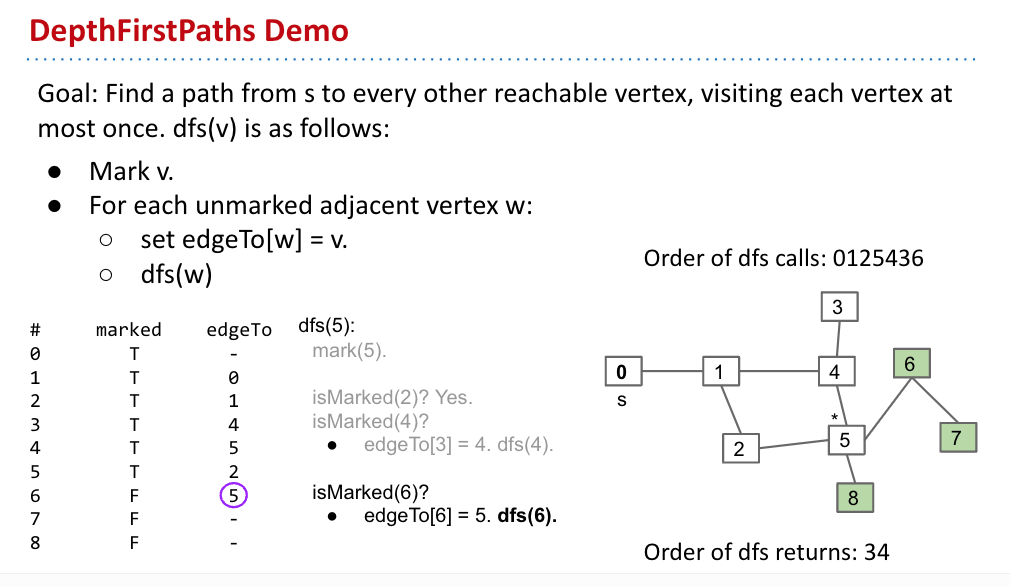 DepthFirstPaths Demo
Goal: Find a path from s to every other reachable vertex, visiting each vertex at
most once. dfs(v) is as follows:
● Mark v.
● For each unmarked adjacent vertex w:
○ set edgeTo[w] = v.
○ dfs(w)
# marked edgeTo
0 T -
1 T 0
2 T 1
3 T 4
4 T 5
5 T 2
6 F 5
7 F -
8 F -
dfs(5):
mark(5).
isMarked(2)? Yes.
isMarked(4)?
● edgeTo[3] = 4. dfs(4).
isMarked(6)?
● edgeTo[6] = 5. dfs(6).
Order of dfs calls: 0125436
3
0
1
4
6
s
*
2
5
7
8
Order of dfs returns: 34